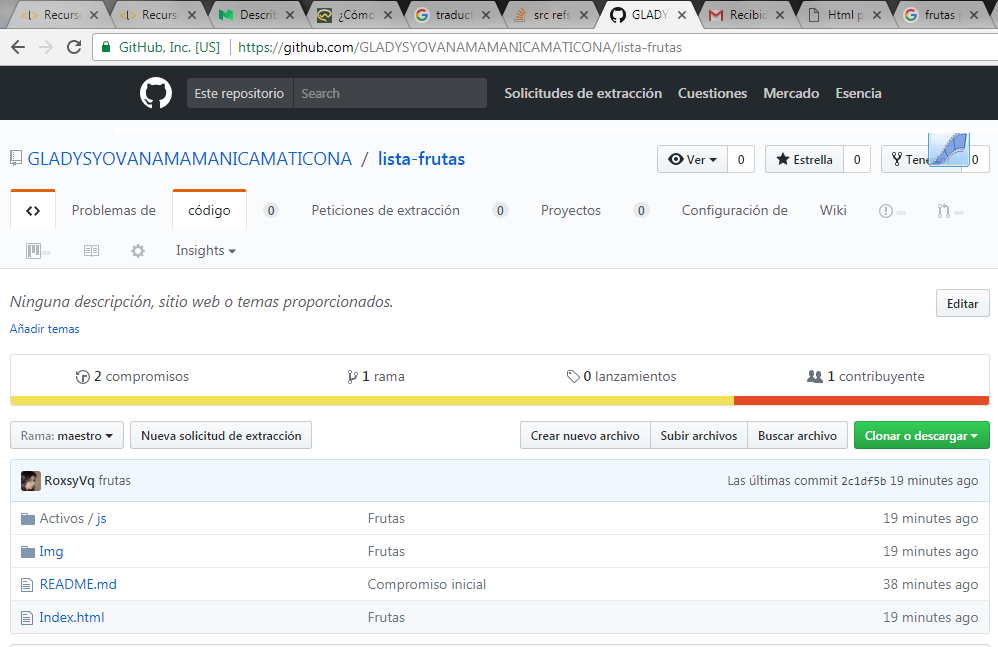 Recurs
Recurs
Describ
¿Cómo
traduct
src refs
GLADY
Recibic
Html p
frutas
GitHub, Inc. [US] https://github.com/GLADYSYOVANAMAMANICAMATICONA/lista-frutas
Este repositorio Search Solicitudes de extracción Cuestiones Mercado Esencia
GLADYSYOVANAMAMANICAMATICONA / lista-frutas Ver 0 Estrella 0 0
Problemas de código 0 Peticiones de extracción 0 Proyectos 0 Configuración de Wiki
Insights
Ninguna descripción, sitio web o temas proporcionados. Editar
Añadir temas
2 compromisos 1 rama 0 lanzamientos 1 contribuyente
Rama: maestro Nueva solicitud de extracción Crear nuevo archivo Subir archivos Buscar archivo Clonar o descargar
RoxsyVq frutas Las últimas commit 2c1df5b 19 minutes ago
Activos / js Frutas 19 minutes ago
Img Frutas 19 minutes ago
README.md Compromiso inicial 38 minutes ago
Index.html Frutas 19 minutes ago